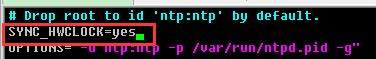 # Drop root to id 'ntp:ntp' by default.
SYNC_HWCLOCK=yes
OPTIONS="-u ntp:ntp -p /var/run/ntpd.pid -g"